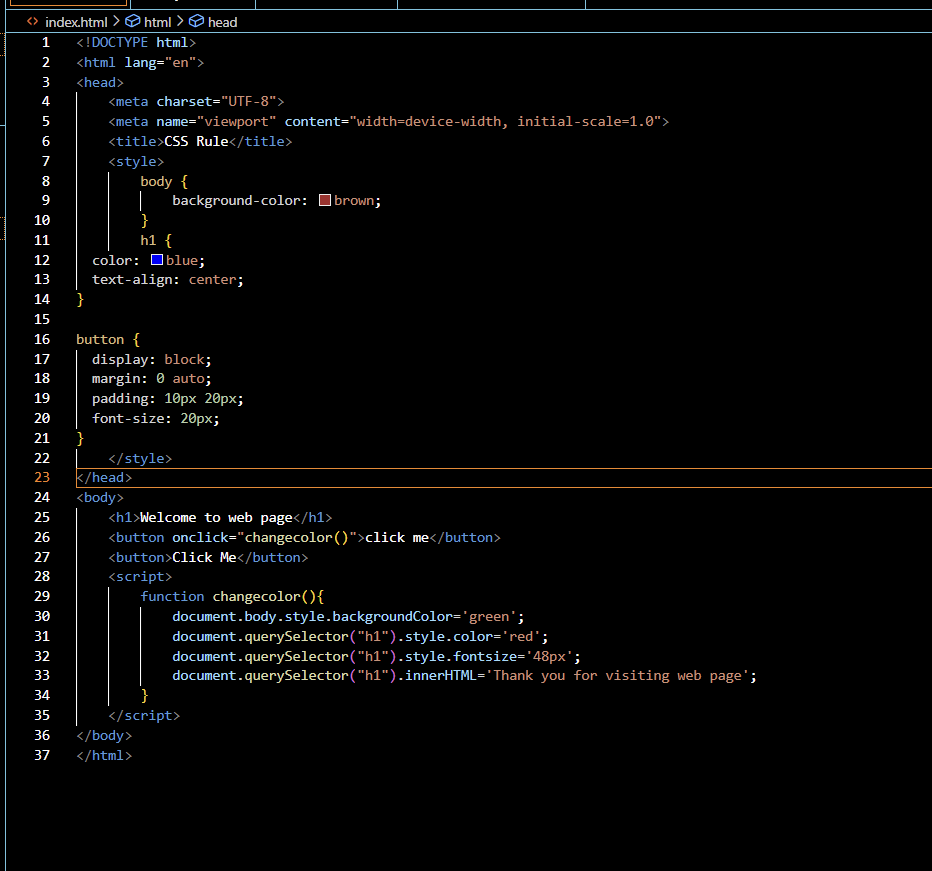 index.html > html > head
1 <!DOCTYPE html>
2 <html lang="en">
3 <head>
4     <meta charset="UTF-8">
5     <meta name="viewport" content="width=device-width, initial-scale=1.0">
6     <title>CSS Rule</title>
7     <style>
8         body {
9             background-color: brown;
10         }
11         h1 {
12   color: blue;
13   text-align: center;
14 }
15
16 button {
17   display: block;
18   margin: 0 auto;
19   padding: 10px 20px;
20   font-size: 20px;
21 }
22     </style>
23 </head>
24 <body>
25     <h1>Welcome to web page</h1>
26     <button onclick="changecolor()">click me</button>
27     <button>Click Me</button>
28     <script>
29         function changecolor(){
30             document.body.style.backgroundColor='green';
31             document.querySelector("h1").style.color='red';
32             document.querySelector("h1").style.fontsize='48px';
33             document.querySelector("h1").innerHTML='Thank you for visiting web page';
34         }
35     </script>
36 </body>
37 </html>